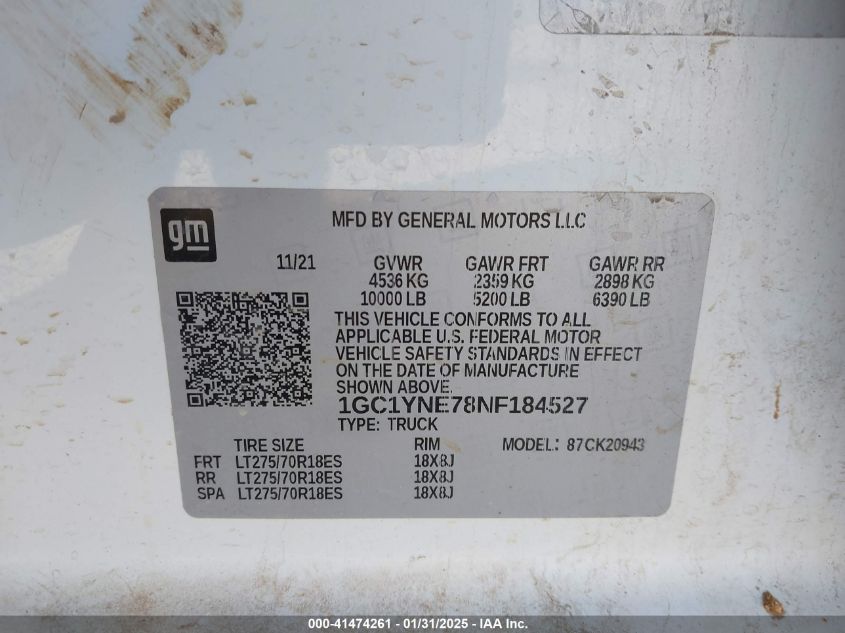 gm
MFD BY GENERAL MOTORS LLC
11/21 GVWR GAWR FRT GAWR RR
4536 KG 2359 KG 2898 KG
10000 LB 5200 LB 6390 LB
THIS VEHICLE CONFORMS TO ALL
APPLICABLE U.S. FEDERAL MOTOR
VEHICLE SAFETY STANDARDS IN EFFECT
ON THE DATE OF MANUFACTURE
SHOWN ABOVE.
1GC1YNE78NF184527
TYPE: TRUCK
TIRE SIZE RIM MODEL: 87CK20943
FRT LT275/70R18ES 18X8J
RR LT275/70R18ES 18X8J
SPA LT275/70R18ES 18X8J
000-41474261 - 01/31/2025 - IAA Inc.